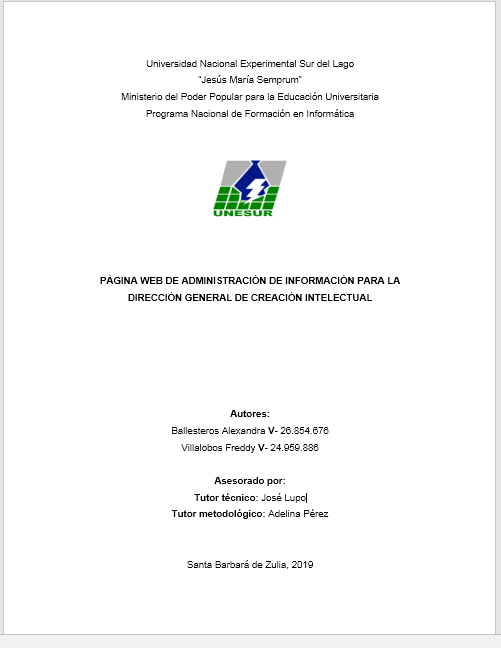 Universidad Nacional Experimental Sur del Lago
"Jesús María Semprum"
Ministerio del Poder Popular para la Educación Universitaria
Programa Nacional de Formación en Informática
UNESUR
PÁGINA WEB DE ADMINISTRACIÓN DE INFORMACIÓN PARA LA
DIRECCIÓN GENERAL DE CREACIÓN INTELECTUAL
Autores:
Ballesteros Alexandra V- 26.854.676
Villalobos Freddy V- 24.959.886
Asesorado por:
Tutor técnico: José Lupo
Tutor metodológico: Adelina Pérez
Santa Barbará de Zulia, 2019